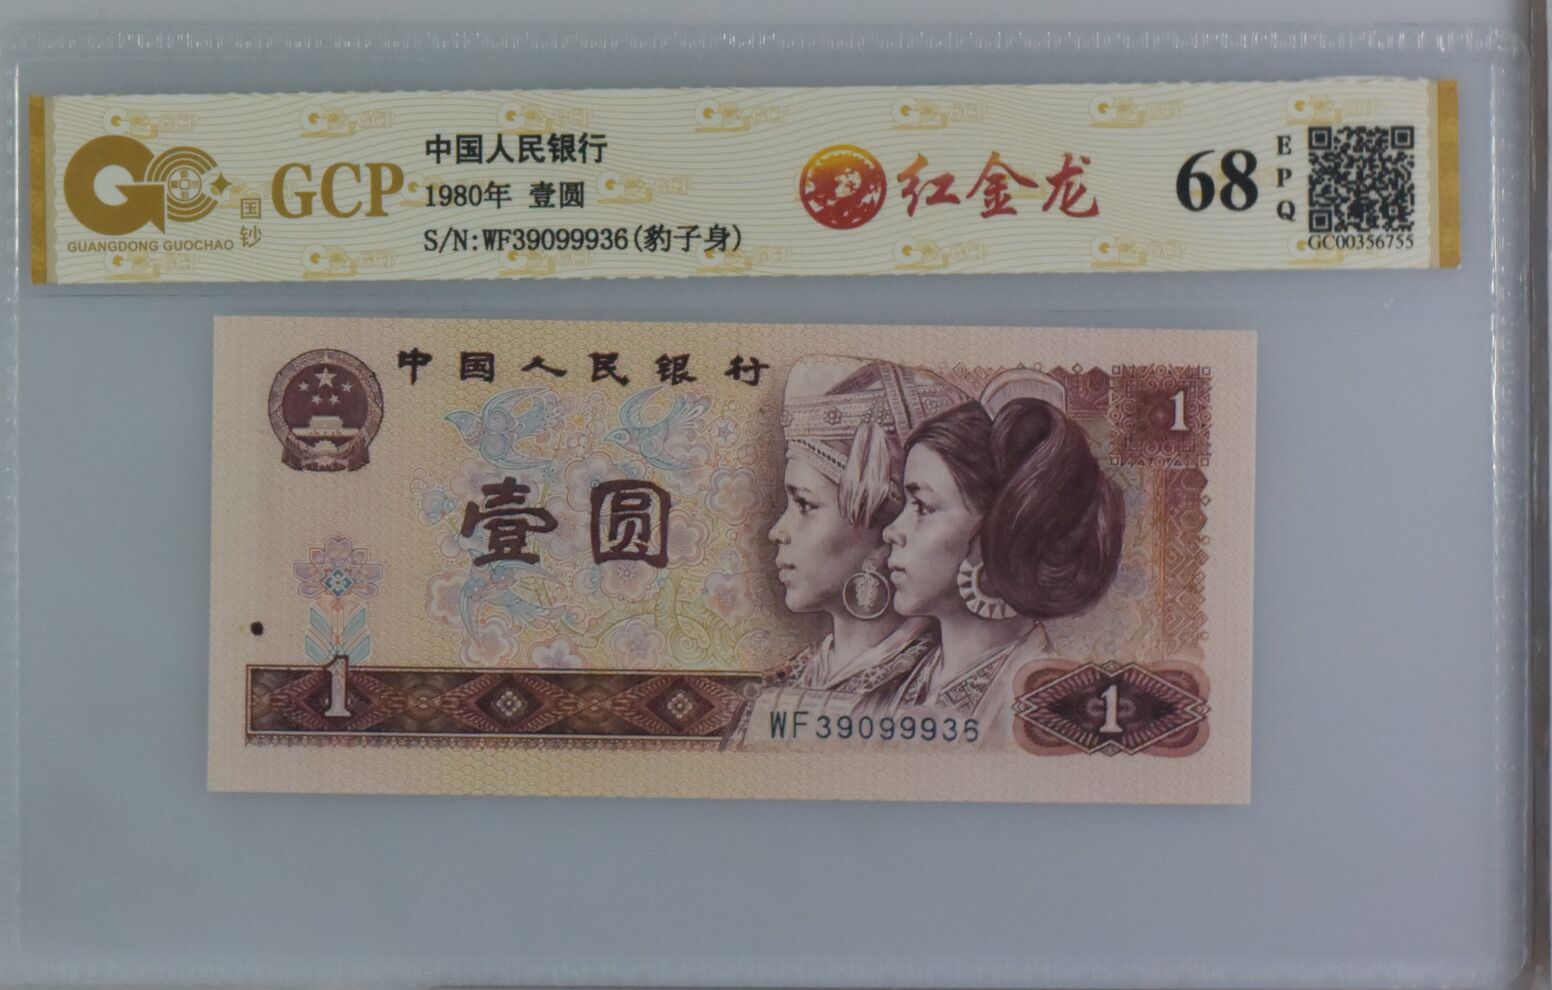 GUANGDONG GUOCHAO
国钞
GCP
中国人民银行
1980年 壹圆
S/N:WF39099936(豹子身)
红金龙
68
EPQ
GC00356755
中国人民银行
1
壹圆
1
WF39099936
1